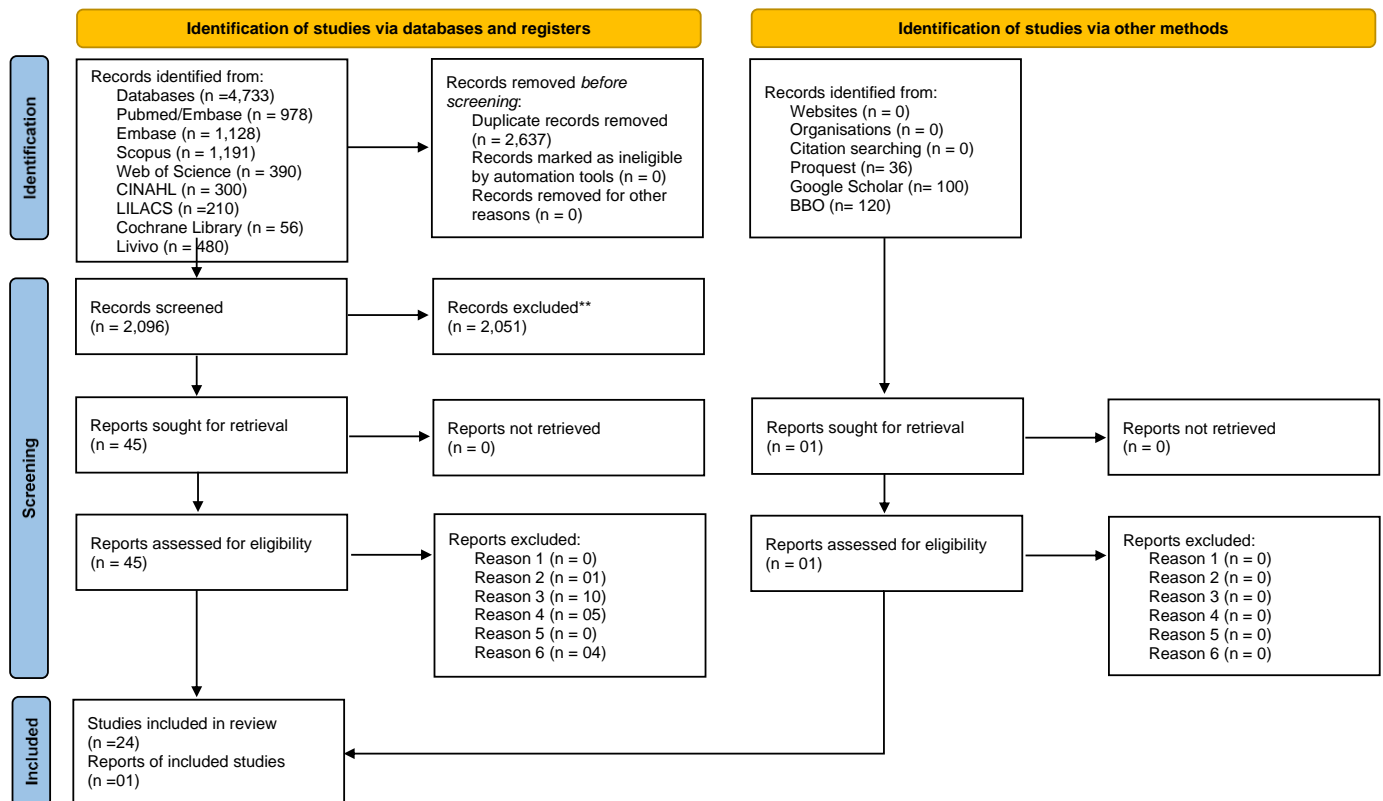 Identification of studies via databases and registers
Identification of studies via other methods
Identification
Records identified from:
Databases (n =4,733)
Pubmed/Embase (n = 978)
Embase (n = 1,128)
Scopus (n = 1,191)
Web of Science (n = 390)
CINAHL (n = 300)
LILACS (n =210)
Cochrane Library (n = 56)
Livivo (n = 480)
Records removed before
screening:
Duplicate records removed
(n = 2,637)
Records marked as ineligible
by automation tools (n = 0)
Records removed for other
reasons (n = 0)
Records identified from:
Websites (n = 0)
Organisations (n = 0)
Citation searching (n = 0)
Proquest (n= 36)
Google Scholar (n= 100)
BBO (n= 120)
Screening
Records screened
(n = 2,096)
Records excluded**
(n = 2,051)
Reports sought for retrieval
(n = 45)
Reports not retrieved
(n = 0)
Reports sought for retrieval
(n = 01)
Reports not retrieved
(n = 0)
Reports assessed for eligibility
(n = 45)
Reports excluded:
Reason 1 (n = 0)
Reason 2 (n = 01)
Reason 3 (n = 10)
Reason 4 (n = 05)
Reason 5 (n = 0)
Reason 6 (n = 04)
Reports assessed for eligibility
(n = 01)
Reports excluded:
Reason 1 (n = 0)
Reason 2 (n = 0)
Reason 3 (n = 0)
Reason 4 (n = 0)
Reason 5 (n = 0)
Reason 6 (n = 0)
Included
Studies included in review
(n =24)
Reports of included studies
(n =01)